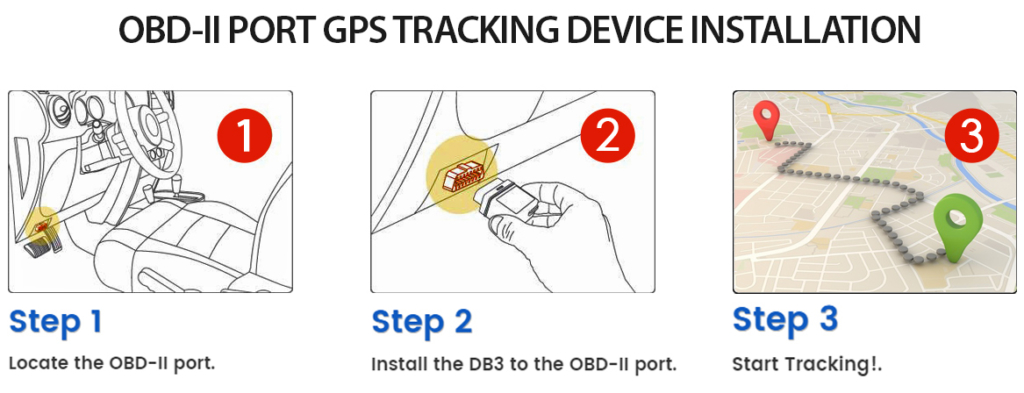 OBD-II PORT GPS TRACKING DEVICE INSTALLATION
1
2
3
Step 1
Step 2
Step 3
Locate the OBD-II port.
Install the DB3 to the OBD-II port.
Start Tracking!.